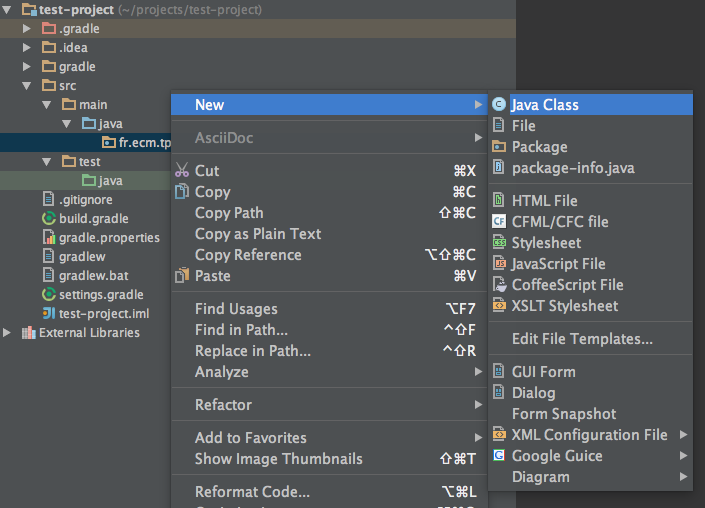 test-project (~/projects/test-project)
.gradle
.idea
gradle
src
main
java
fr.ecm.tp
test
java
.gitignore
build.gradle
gradle.properties
gradlew
gradlew.bat
settings.gradle
test-project.iml
External Libraries
New
AsciiDoc
Cut ⌘X
Copy ⌘C
Copy Path ⇧⌘C
Copy as Plain Text
Copy Reference ⌥⇧⌘C
Paste ⌘V
Find Usages ⌥F7
Find in Path... ^⇧F
Replace in Path... ^⇧R
Analyze
Refactor
Add to Favorites
Show Image Thumbnails ⇧⌘T
Reformat Code... ⌥⌘L
Java Class
File
Package
package-info.java
HTML File
CFML/CFC file
Stylesheet
JavaScript File
CoffeeScript File
XSLT Stylesheet
Edit File Templates...
GUI Form
Dialog
Form Snapshot
XML Configuration File
Google Guice
Diagram